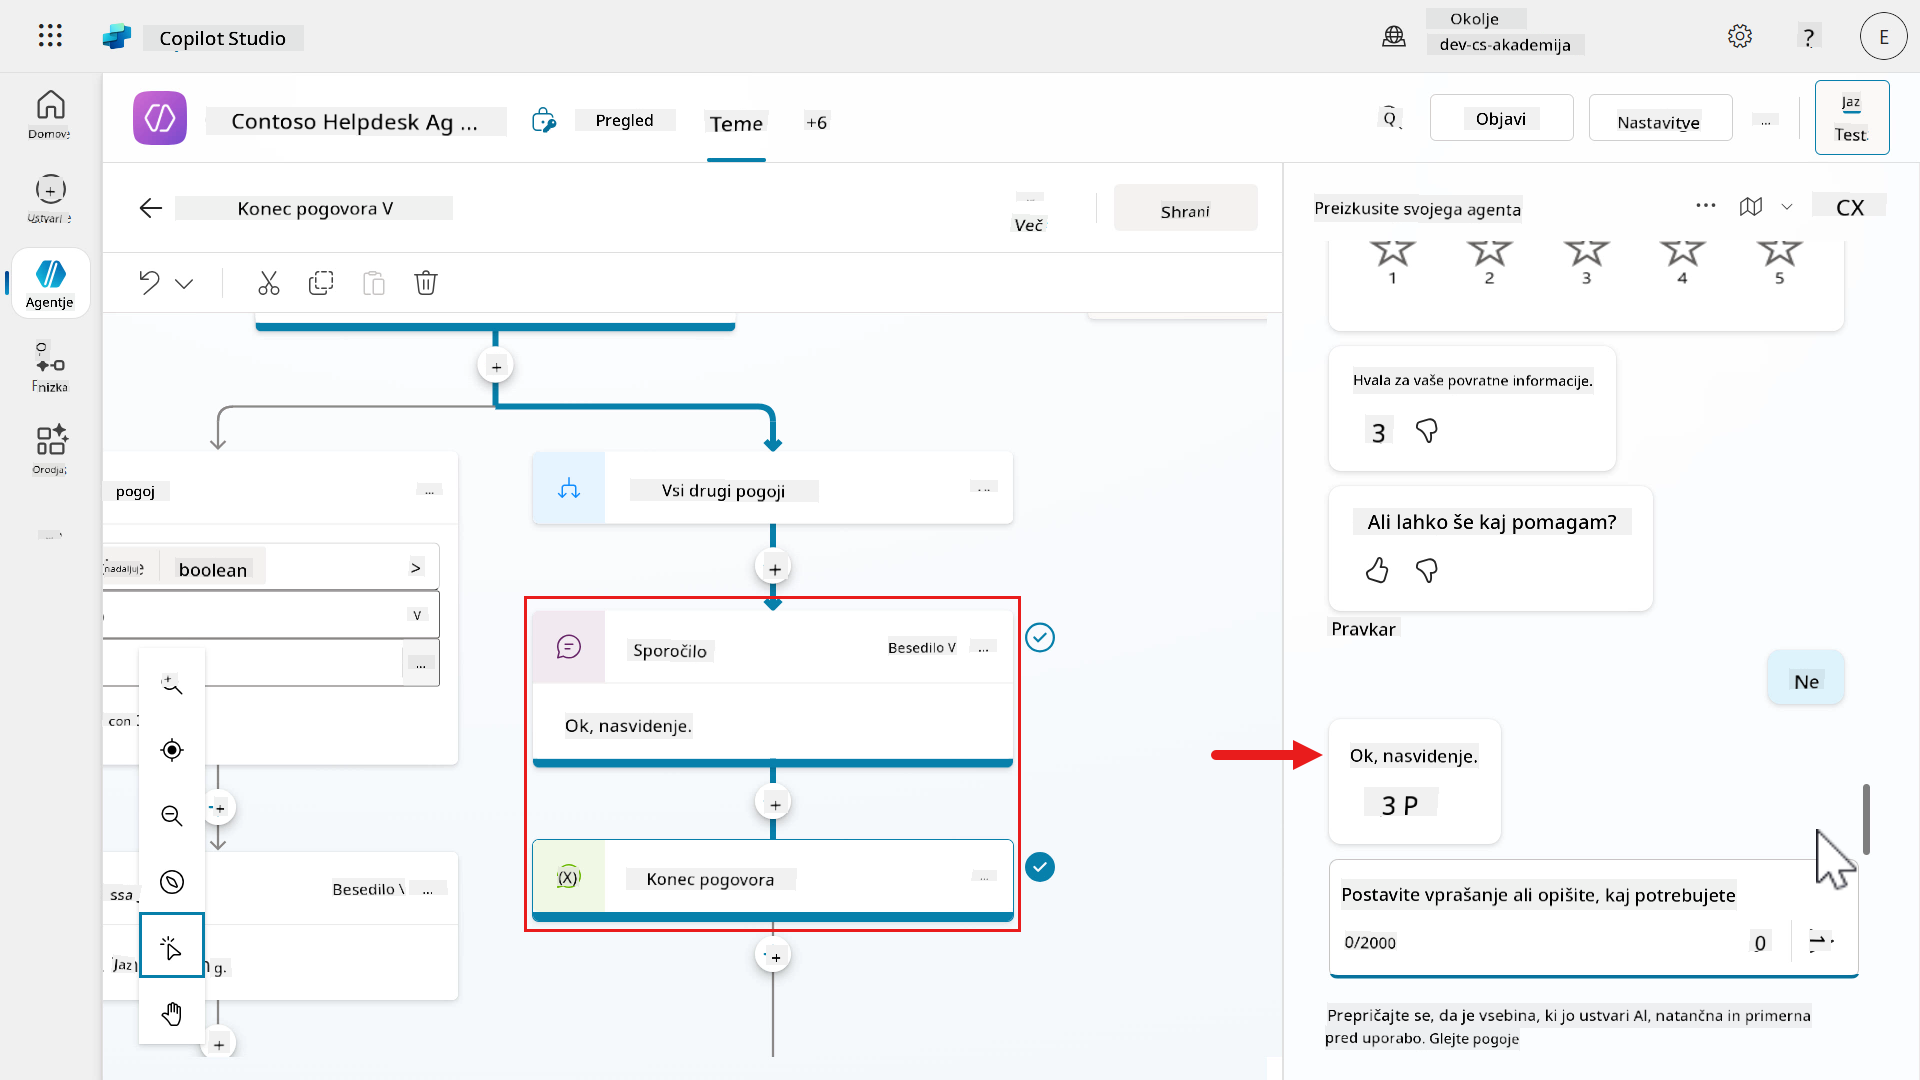 Copilot Studio
Okolje
dev-cs-akademija
?
E
Domov
Agentje
Contoso Helpdesk Ag ...
Pregled
Teme
+6
Objavi
Nastavitve
...
Jaz
Test
Konec pogovora V
Več
Shrani
Preizkusite svojega agenta
CX
1
2
3
4
5
Hvala za vaše povratne informacije.
3
Ali lahko še kaj pomagam?
Pravkar
Ne
Ok, nasvidenje.
3 P
Postavite vprašanje ali opišite, kaj potrebujete
0/2000
0
Prepričajte se, da je vsebina, ki jo ustvari AI, natančna in primerna
pred uporabo. Glejte pogoje
pogoj
...
boolean
>
V
...
con
ssa
Besedilo
...
Jaz
g.
Vsi drugi pogoji
...
Sporočilo
Besedilo V
...
Ok, nasvidenje.
(X)
Konec pogovora
...